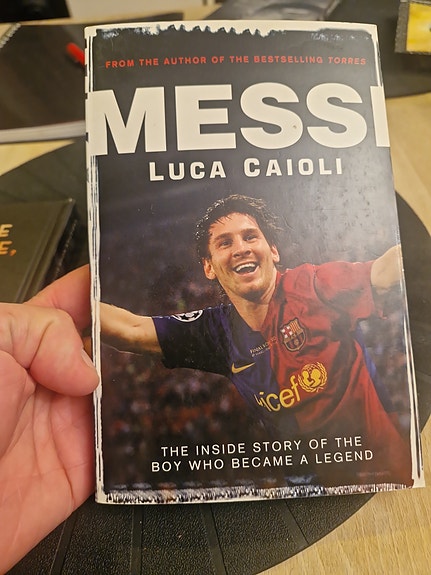 FROM THE AUTHOR OF THE BESTSELLING TORRES
MESSI
LUCA CAIOLI
unicef
THE INSIDE STORY OF THE
BOY WHO BECAME A LEGEND